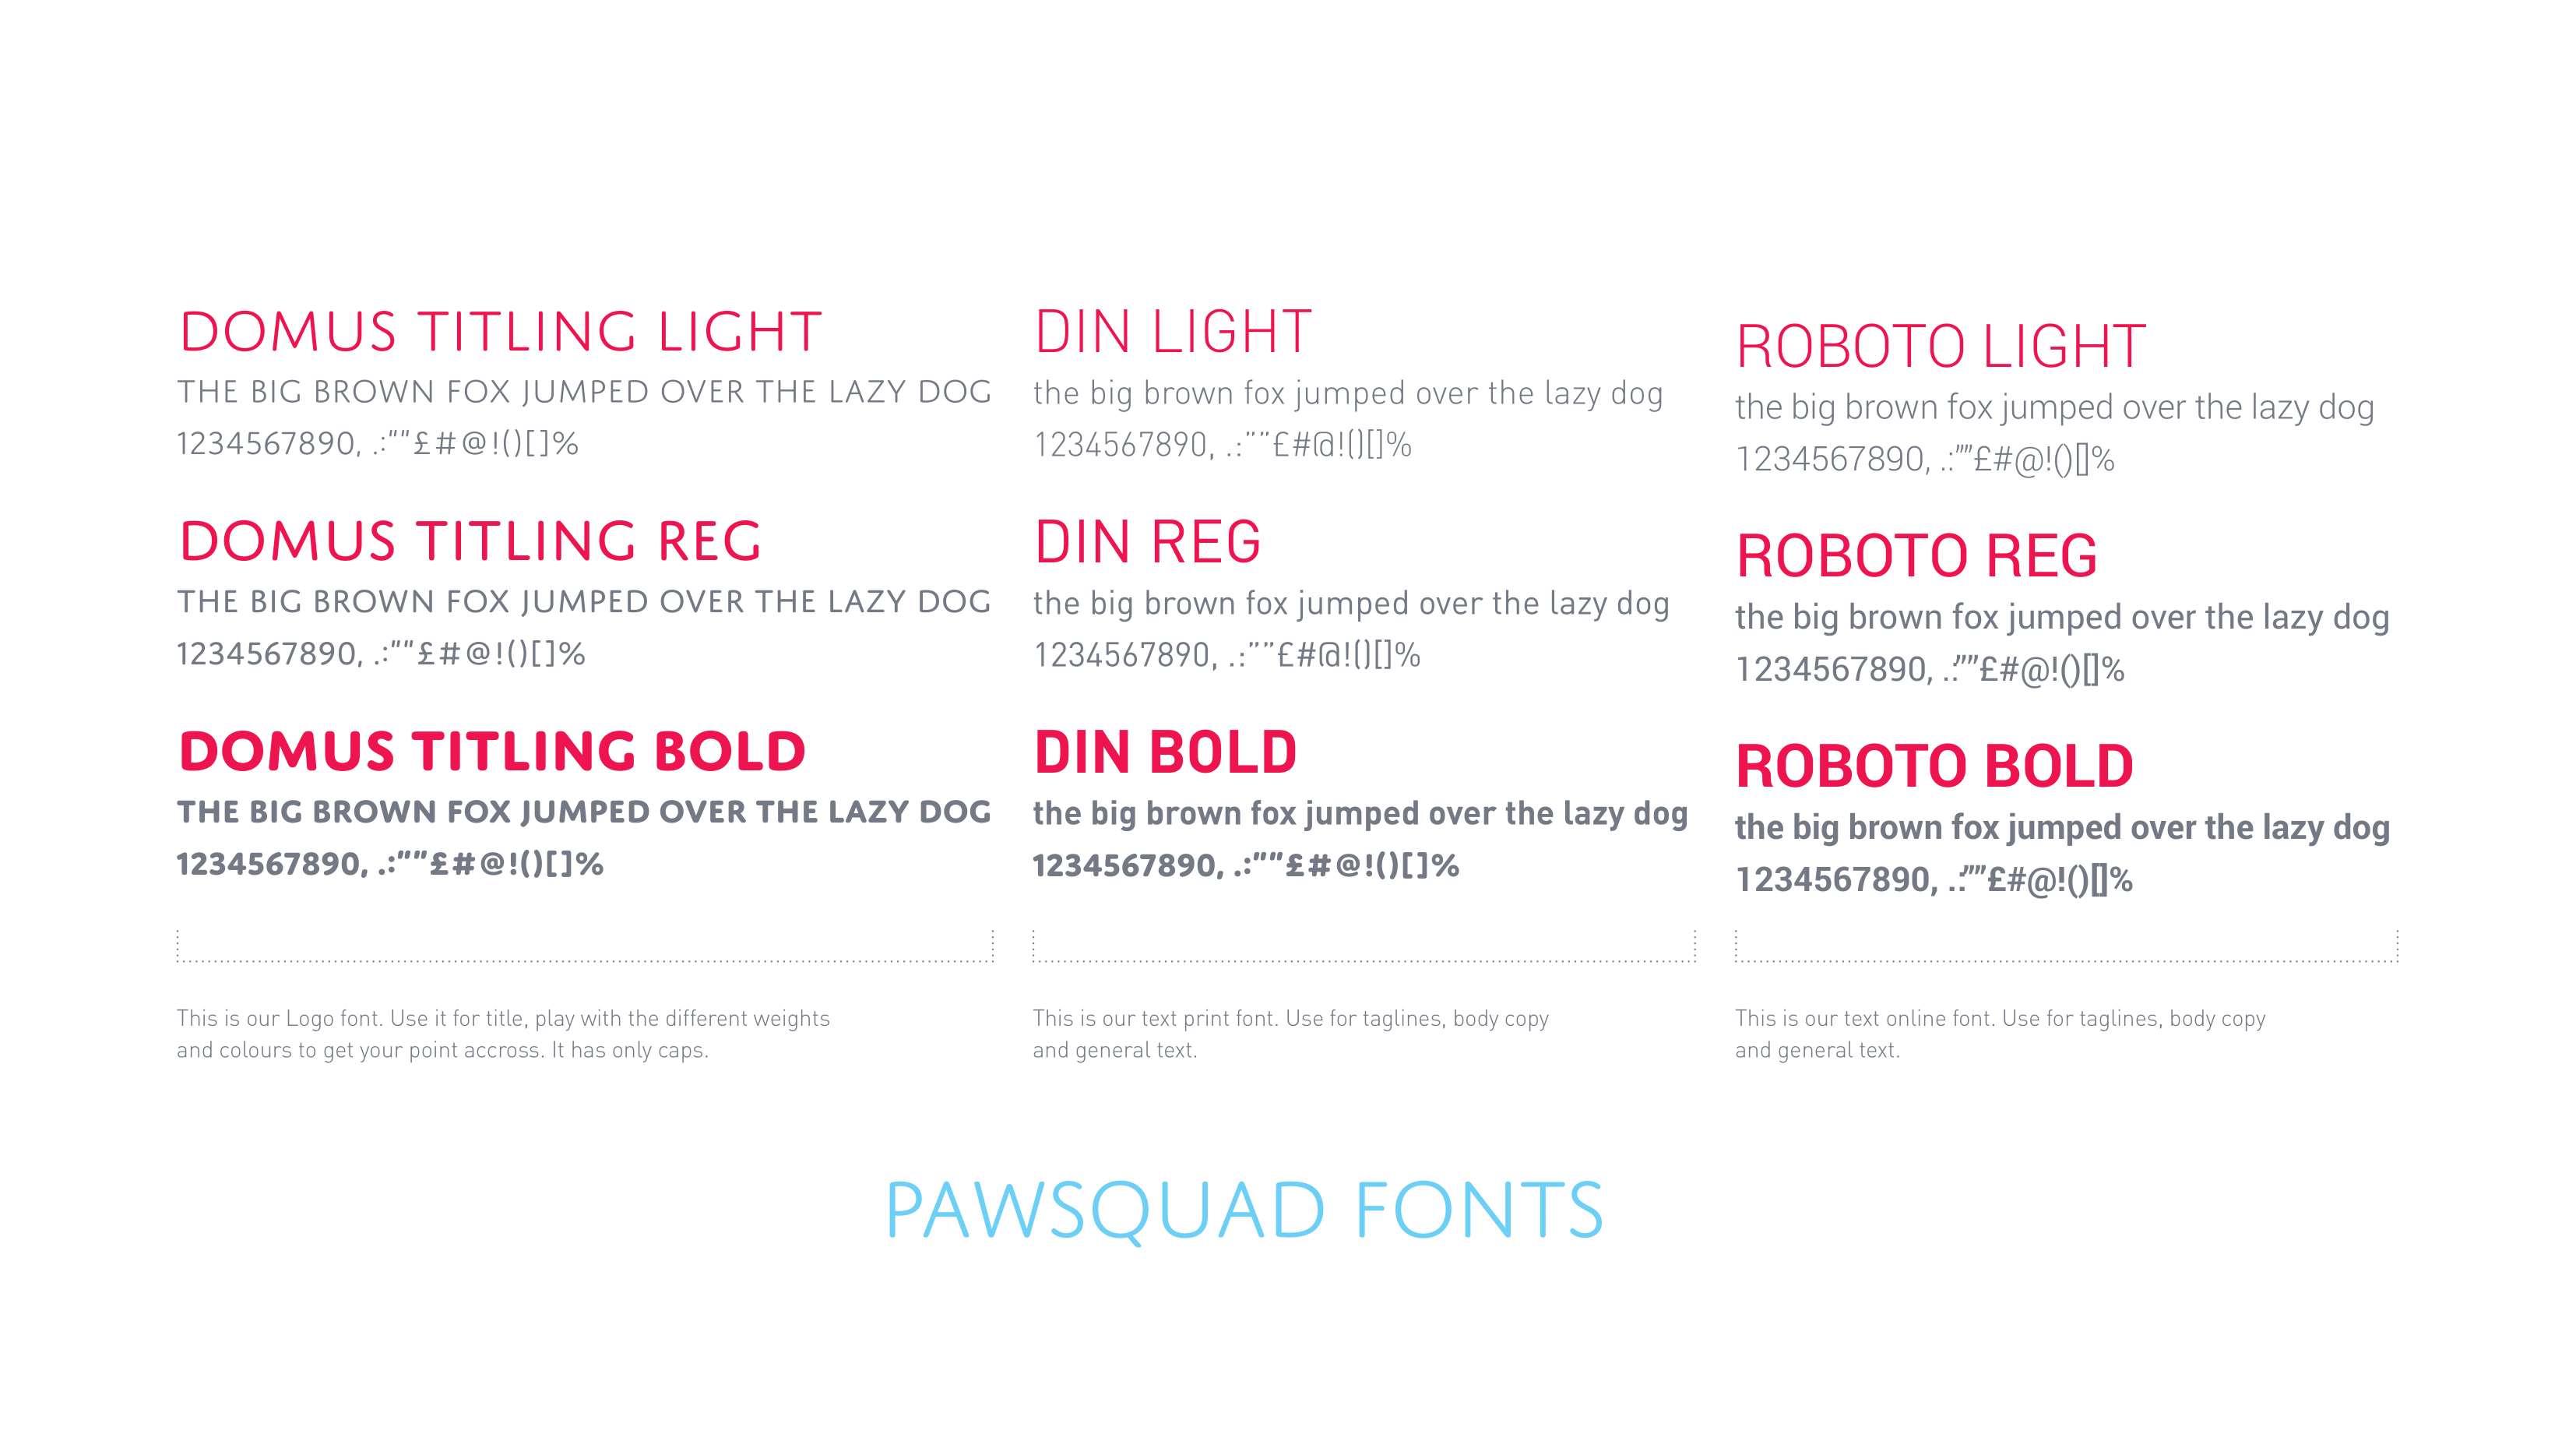 DOMUS TITLING LIGHT
THE BIG BROWN FOX JUMPED OVER THE LAZY DOG
1234567890, .:””£#@!()[]%
DOMUS TITLING REG
THE BIG BROWN FOX JUMPED OVER THE LAZY DOG
1234567890, .:””£#@!()[]%
DOMUS TITLING BOLD
THE BIG BROWN FOX JUMPED OVER THE LAZY DOG
1234567890, .:””£#@!()[]%
This is our Logo font. Use it for title, play with the different weights
and colours to get your point accross. It has only caps.
DIN LIGHT
the big brown fox jumped over the lazy dog
1234567890, .:””£#@!()[]%
DIN REG
the big brown fox jumped over the lazy dog
1234567890, .:””£#@!()[]%
DIN BOLD
the big brown fox jumped over the lazy dog
1234567890, .:””£#@!()[]%
This is our text print font. Use for taglines, body copy
and general text.
ROBOTO LIGHT
the big brown fox jumped over the lazy dog
1234567890, .:””£#@!()[]%
ROBOTO REG
the big brown fox jumped over the lazy dog
1234567890, .:””£#@!()[]%
ROBOTO BOLD
the big brown fox jumped over the lazy dog
1234567890, .:””£#@!()[]%
This is our text online font. Use for taglines, body copy
and general text.
PAWSQUAD FONTS